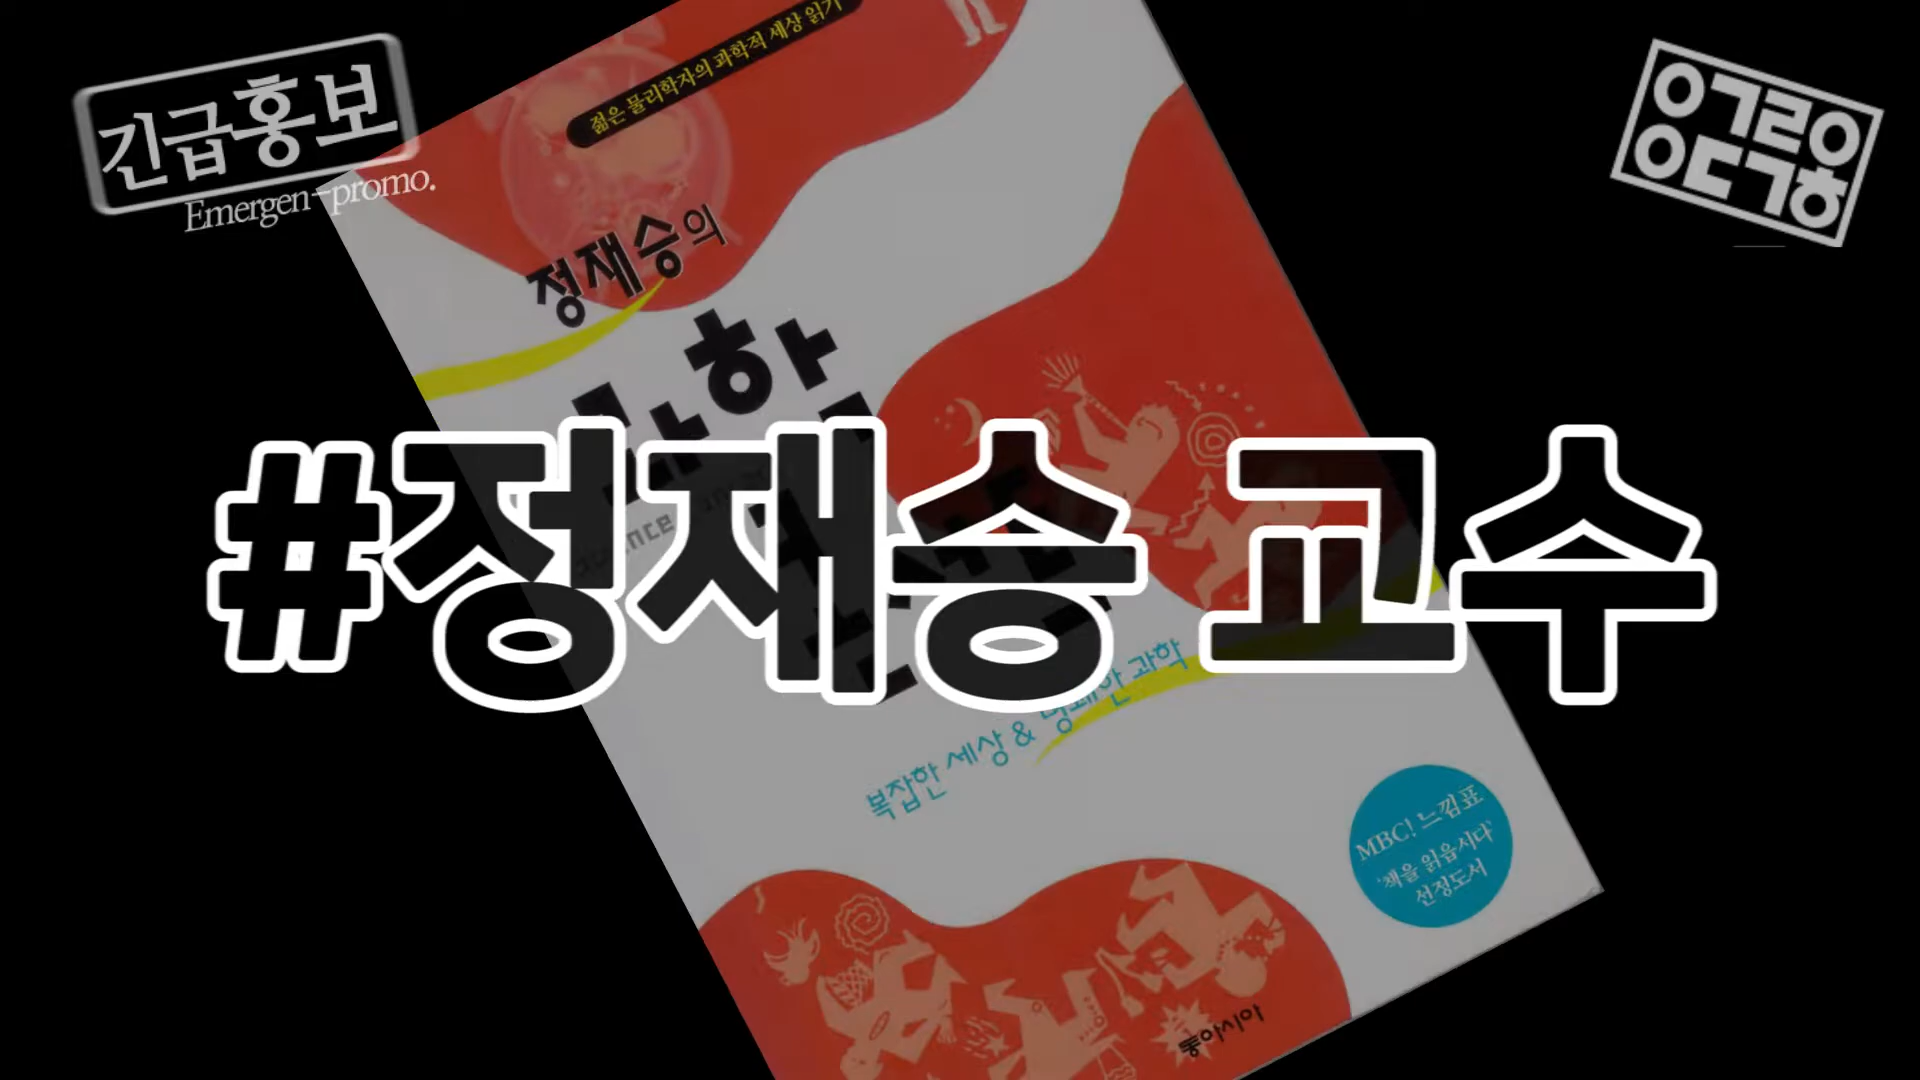 긴급홍보
Emergen-promo.
젊은 물리학자의 과학적 세상 읽기
정재승의
#정재승 교수
복잡한 세상 & 명쾌한 과학
MBC! 느낌표
'책을 읽읍시다'
선정도서
동아시아